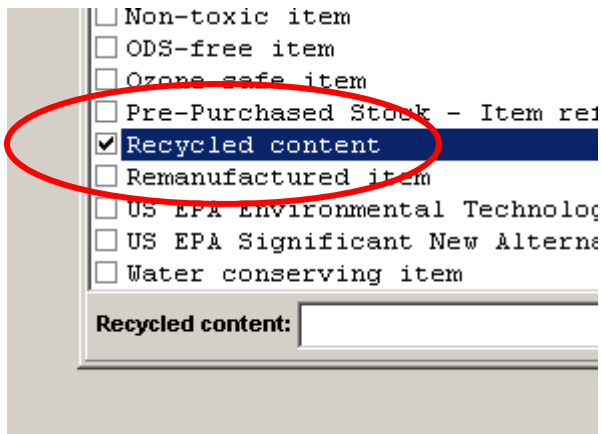 Non-toxic item
ODS-free item
Ozone safe item
Pre-Purchased Stock - Item ref
Recycled content
Remanufactured item
US EPA Environmental Technolog
US EPA Significant New Alterna
Water conserving item
Recycled content: